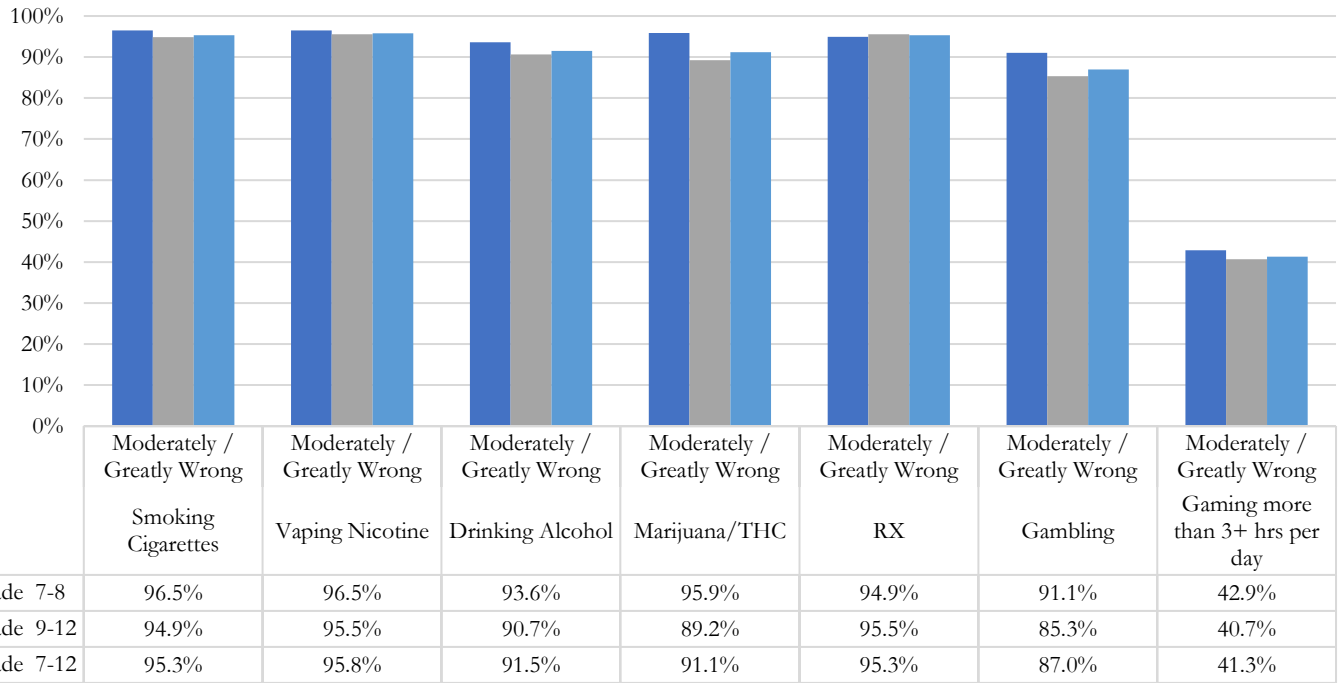 100%
90%
80%
70%
60%
50%
40%
30%
20%
10%
0%
Moderately / Greatly Wrong Moderately / Greatly Wrong Moderately / Greatly Wrong Moderately / Greatly Wrong Moderately / Greatly Wrong Moderately / Greatly Wrong Moderately / Greatly Wrong
Smoking Cigarettes Vaping Nicotine Drinking Alcohol Marijuana/THC RX Gambling Gaming more than 3+ hrs per day
de 7-8 96.5% 96.5% 93.6% 95.9% 94.9% 91.1% 42.9%
de 9-12 94.9% 95.5% 90.7% 89.2% 95.5% 85.3% 40.7%
de 7-12 95.3% 95.8% 91.5% 91.1% 95.3% 87.0% 41.3%